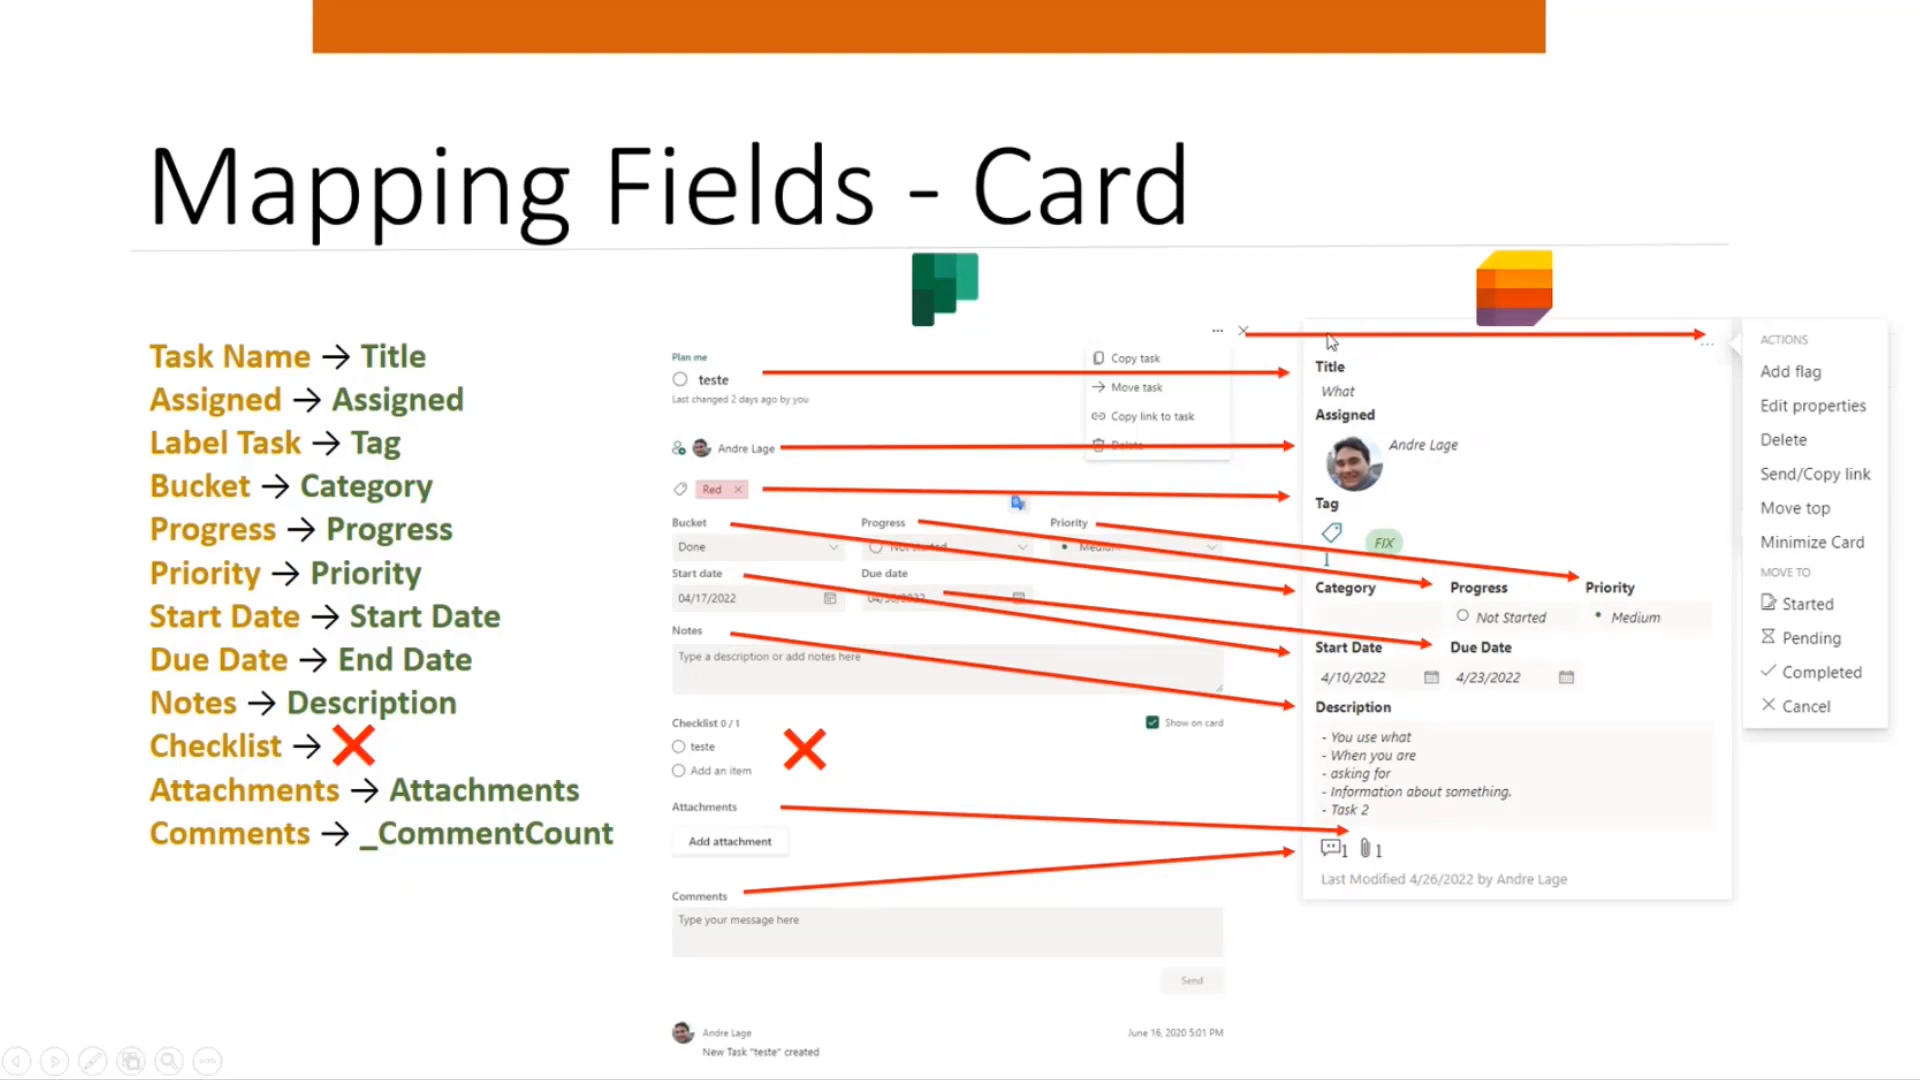 Mapping Fields - Card
Task Name → Title
Assigned → Assigned
Label Task → Tag
Bucket → Category
Progress → Progress
Priority → Priority
Start Date → Start Date
Due Date → End Date
Notes → Description
Checklist →
Attachments → Attachments
Comments → _CommentCount
Plan me
teste
Last changed 2 days ago by you
Copy task
Move task
Copy link to task
Delete
Andre Lage
Red
Bucket Progress Priority
Done Not started Medium
Start date Due date
04/17/2022
Notes
Type a description or add notes here
Checklist 0 / 1 Show on card
teste
Add an item
Attachments
Add attachment
Comments
Type your message here
Send
Andre Lage June 16, 2020 5:01 PM
New Task "teste" created
Title
What
Assigned
Andre Lage
Tag
FIX
Category Progress Priority
Not Started Medium
Start Date Due Date
4/10/2022 4/23/2022
Description
- You use what
- When you are
- asking for
- Information about something.
- Task 2
1 1
Last Modified 4/26/2022 by Andre Lage
ACTIONS
Add flag
Edit properties
Delete
Send/Copy link
Move top
Minimize Card
MOVE TO
Started
Pending
Completed
Cancel